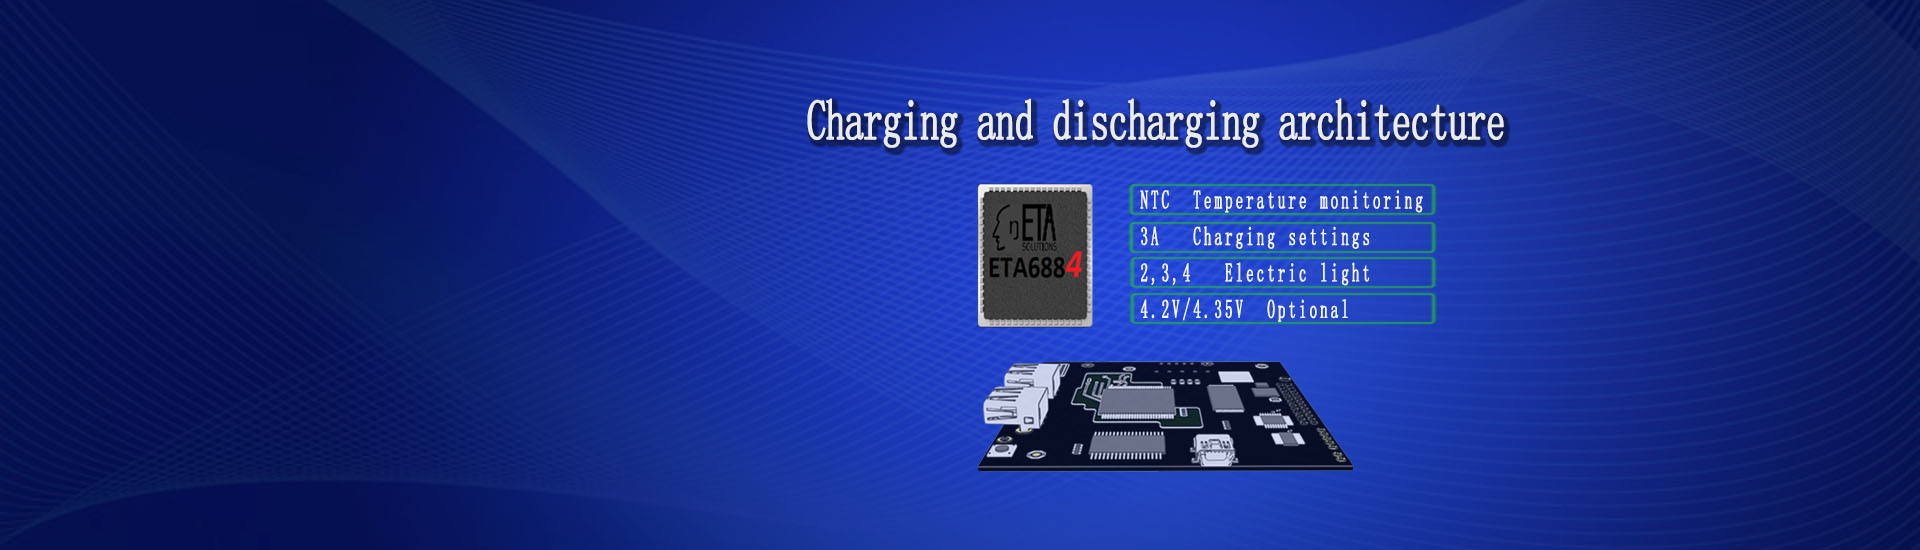 Charging and discharging architecture
ηETA
SOLUTIONS
ETA6884
NTC Temperature monitoring
3A Charging settings
2,3,4 Electric light
4.2V/4.35V Optional